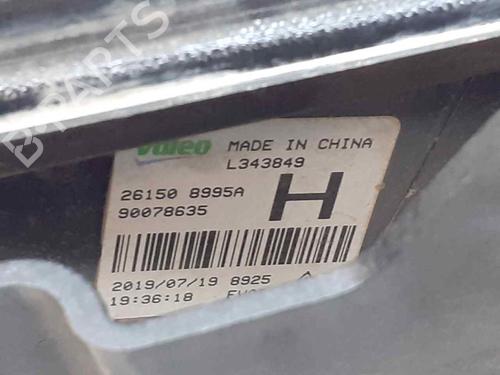 B-PARTS
Valeo MADE IN CHINA
L343849
26150 8995A
90078635
H
2019/07/19 8925
19:36:18